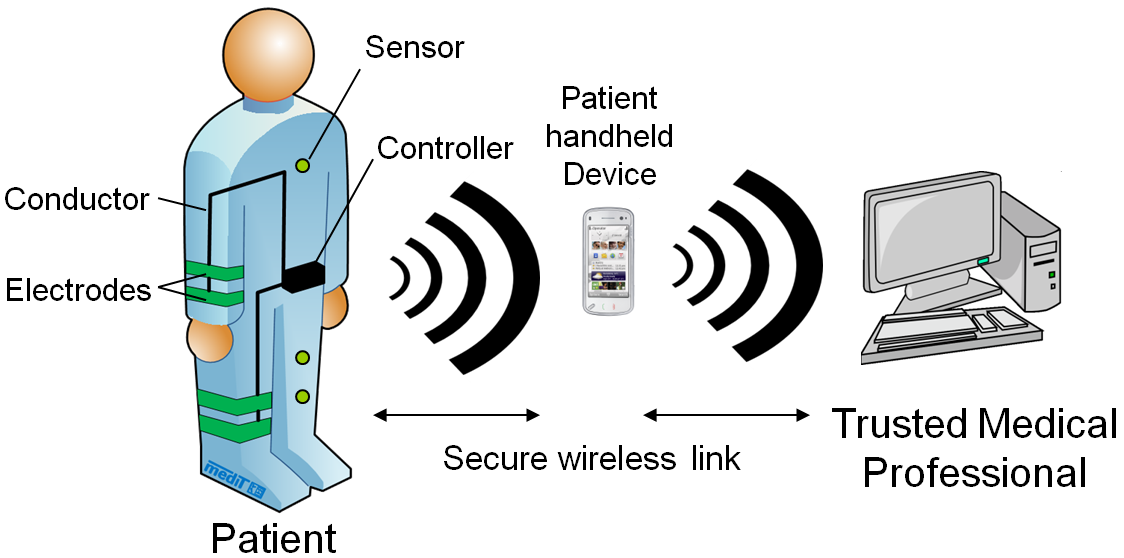 Sensor
Controller
Conductor
Electrodes
Patient
handheld
Device
Secure wireless link
Trusted Medical
Professional
mediT
Patient